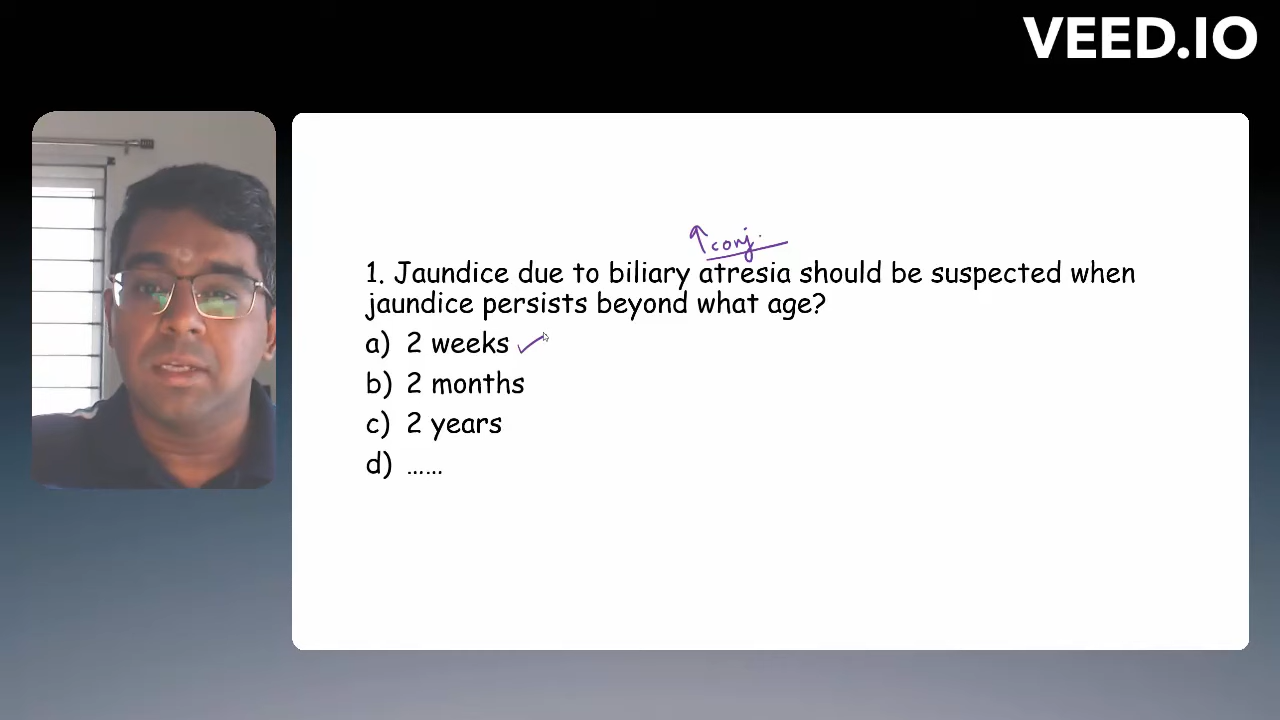 VEED.IO
↑ conj.
1. Jaundice due to biliary atresia should be suspected when
jaundice persists beyond what age?
a) 2 weeks ✓
b) 2 months
c) 2 years
d) ......